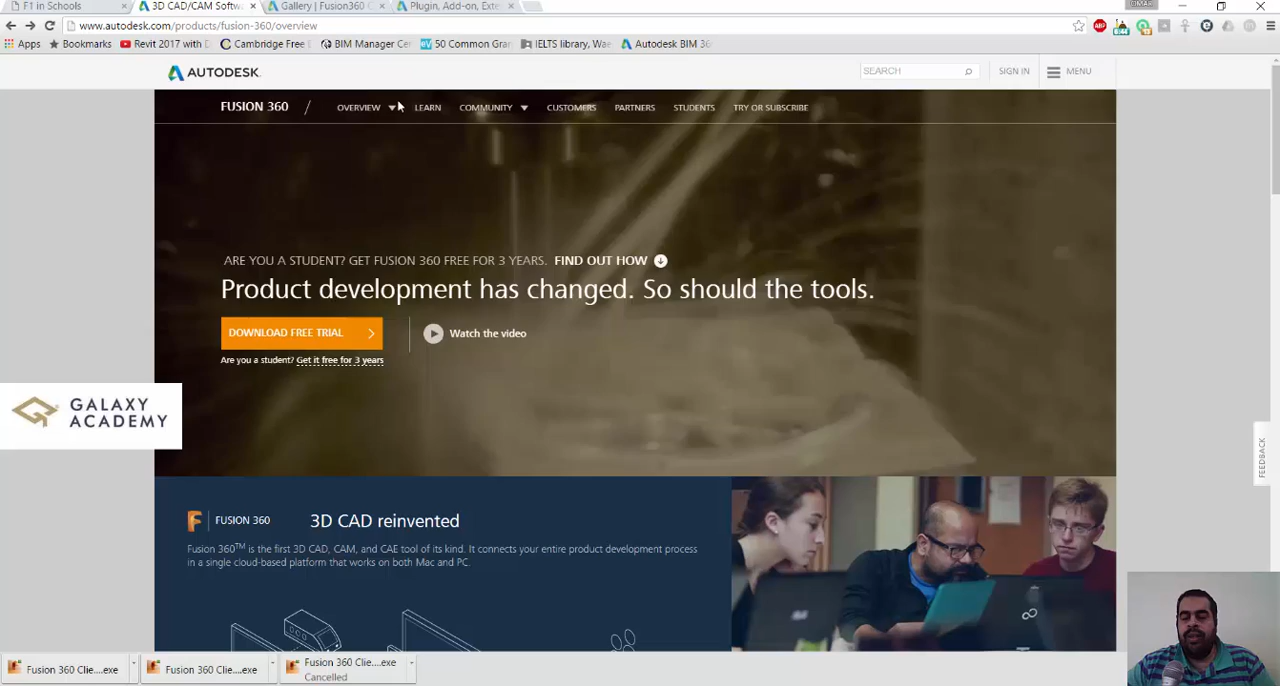 OMAR
F1 in Schools
3D CAD/CAM Softw
Gallery | Fusion360 C
Plugin, Add-on, Exte
www.autodesk.com/products/fusion-360/overview
ABP
0:44
Apps
Bookmarks
Revit 2017 with D
Cambridge Free E
BIM Manager Cer
50 Common Gra
IELTS library, Wae
Autodesk BIM 36
AUTODESK.
SEARCH
SIGN IN
MENU
FUSION 360
OVERVIEW
LEARN
COMMUNITY
CUSTOMERS
PARTNERS
STUDENTS
TRY OR SUBSCRIBE
ARE YOU A STUDENT? GET FUSION 360 FREE FOR 3 YEARS. FIND OUT HOW
Product development has changed. So should the tools.
DOWNLOAD FREE TRIAL
Watch the video
Are you a student? Get it free for 3 years
GALAXY
ACADEMY
FEEDBACK
FUSION 360
3D CAD reinvented
Fusion 360™ is the first 3D CAD, CAM, and CAE tool of its kind. It connects your entire product development process
in a single cloud-based platform that works on both Mac and PC.
Fusion 360 Clie....exe
Fusion 360 Clie....exe
Fusion 360 Clie....exe
Cancelled